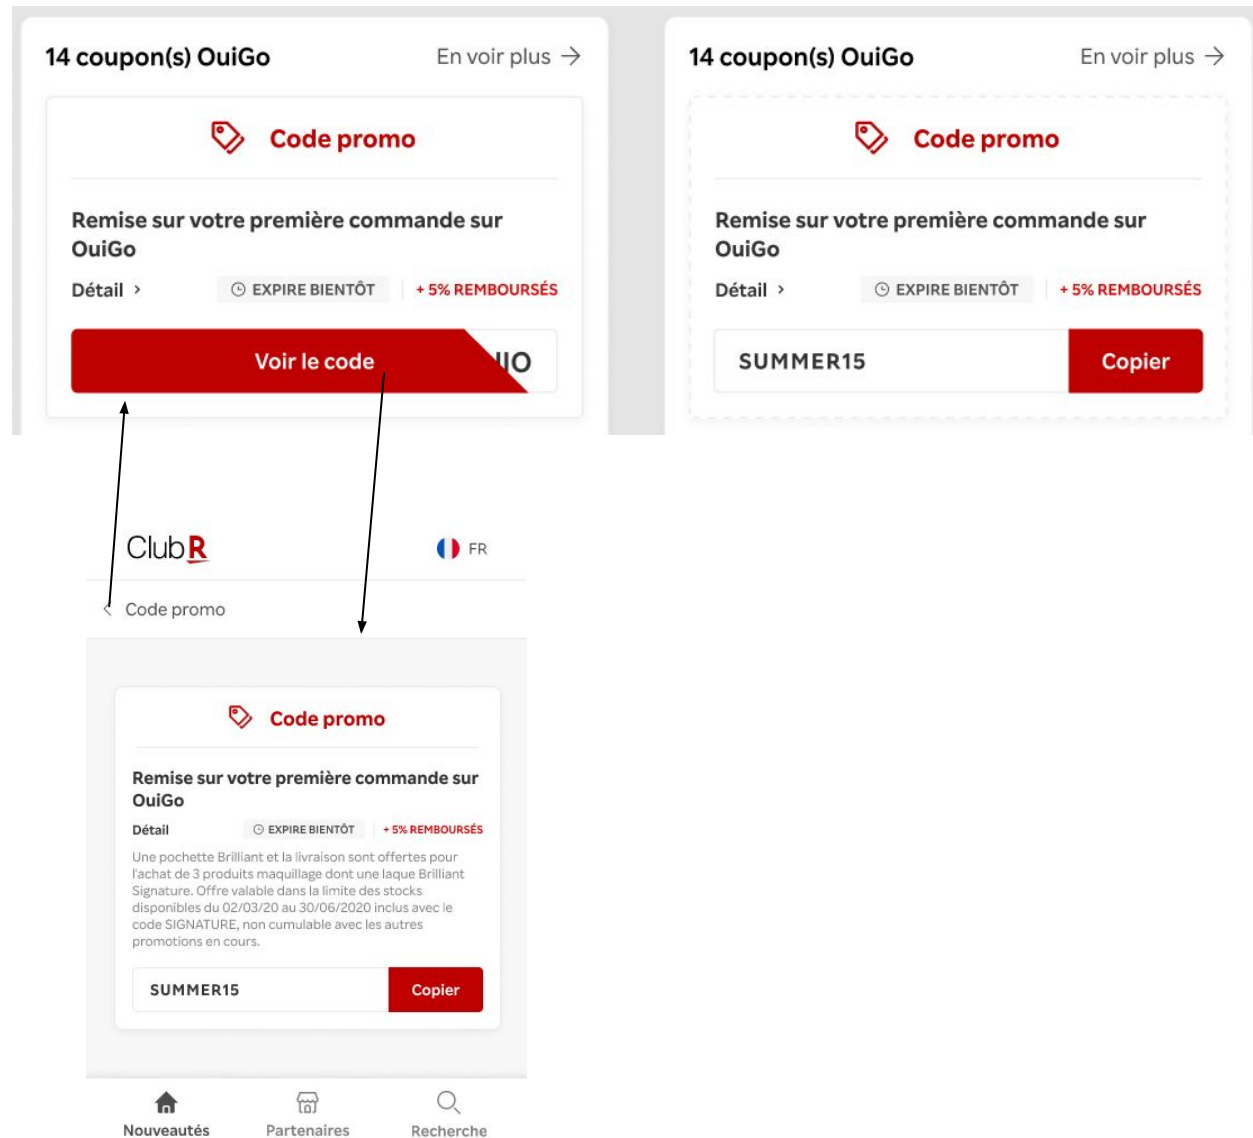 14 coupon(s) OuiGo
En voir plus →
Code promo
Remise sur votre première commande sur
OuiGo
Détail >
EXPIRE BIENTÔT
+ 5% REMBOURSÉS
Voir le code
14 coupon(s) OuiGo
En voir plus →
Code promo
Remise sur votre première commande sur
OuiGo
Détail >
EXPIRE BIENTÔT
+ 5% REMBOURSÉS
SUMMER15
Copier
Club R
FR
< Code promo
Code promo
Remise sur votre première commande sur
OuiGo
Détail
EXPIRE BIENTÔT
+ 5% REMBOURSÉS
Une pochette Brilliant et la livraison sont offertes pour
l'achat de 3 produits maquillage dont une laque Brilliant
Signature. Offre valable dans la limite des stocks
disponibles du 02/03/20 au 30/06/2020 inclus avec le
code SIGNATURE, non cumulable avec les autres
promotions en cours.
SUMMER15
Copier
Nouveautés
Partenaires
Recherche